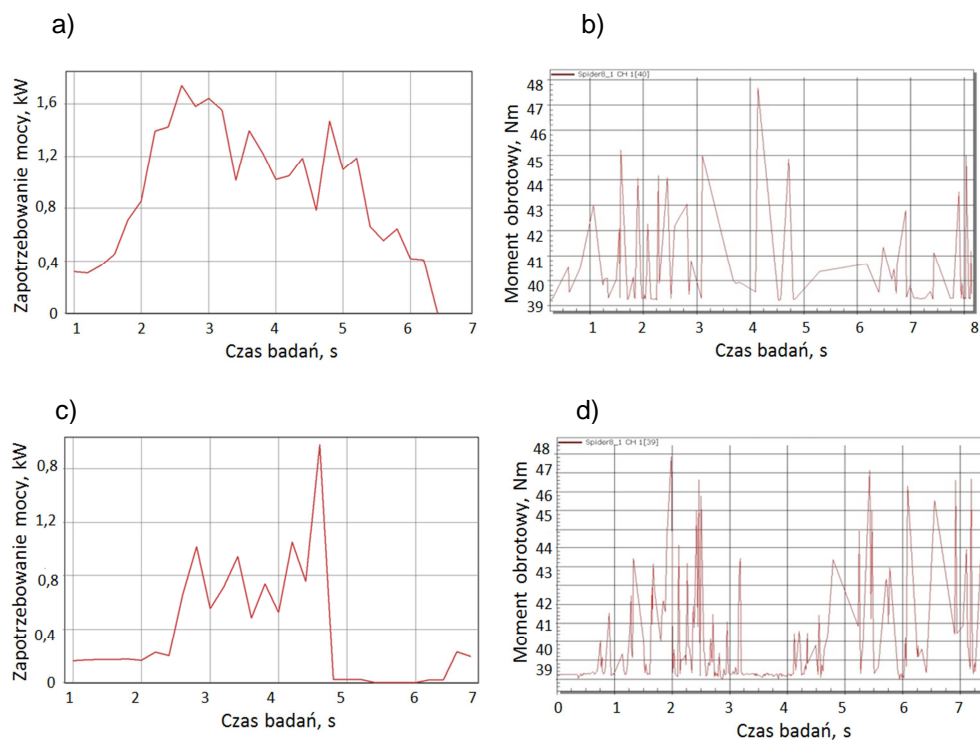 a)
Zapotrzebowanie mocy, kW
1,6
1,2
0,8
0,4
0
1 2 3 4 5 6 7
Czas badań, s
b)
Spider8_1 CH 1[40]
Moment obrotowy, Nm
48
47
46
45
44
43
42
41
40
39
1 2 3 4 5 6 7 8
Czas badań, s
c)
Zapotrzebowanie mocy, kW
0,8
1,2
0,8
0,4
0
1 2 3 4 5 6 7
Czas badań, s
d)
Spider8_1 CH 1[39]
Moment obrotowy, Nm
48
47
46
45
44
43
42
41
40
39
0 1 2 3 4 5 6 7
Czas badań, s